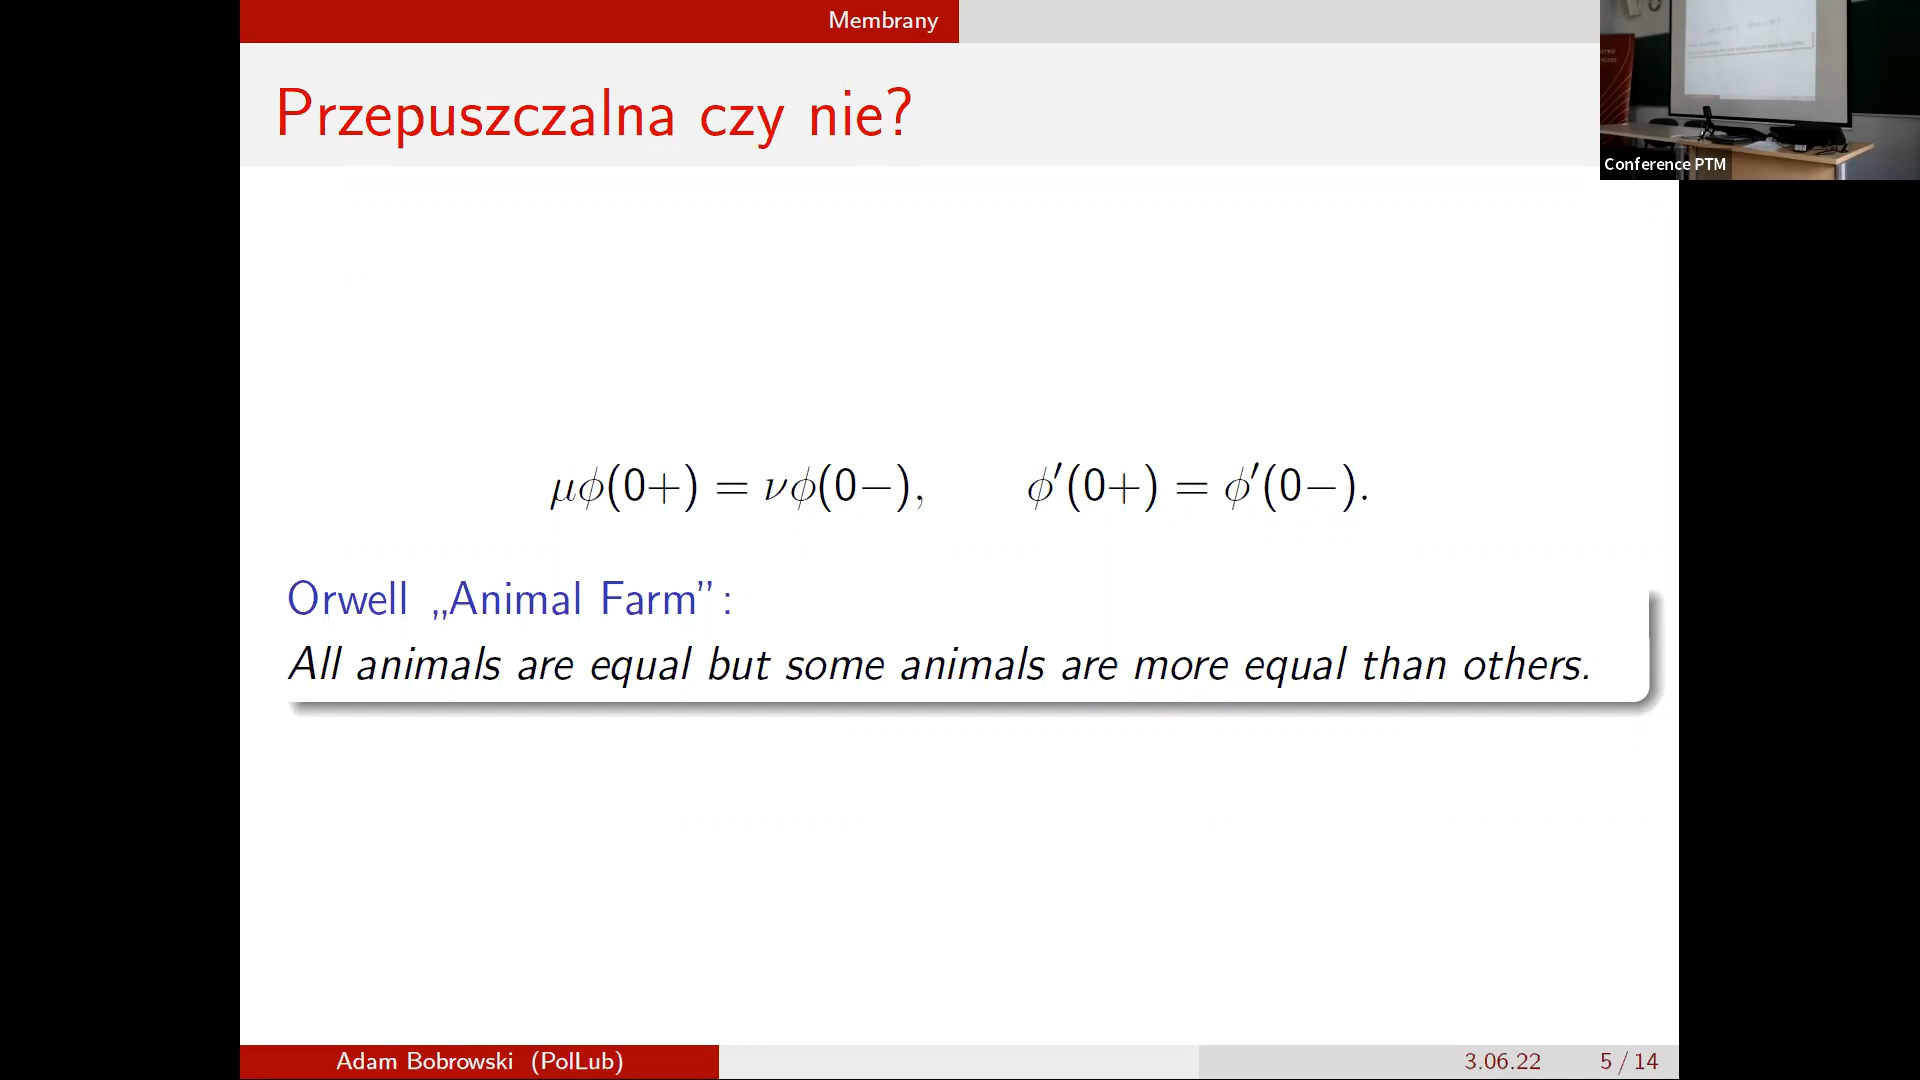 Membrany
Przepuszczalna czy nie?
Conference PTM
μϕ(0+) = νϕ(0−), ϕ′(0+) = ϕ′(0−).
Orwell „Animal Farm”:
All animals are equal but some animals are more equal than others.
Adam Bobrowski (PolLub)
3.06.22 5 / 14